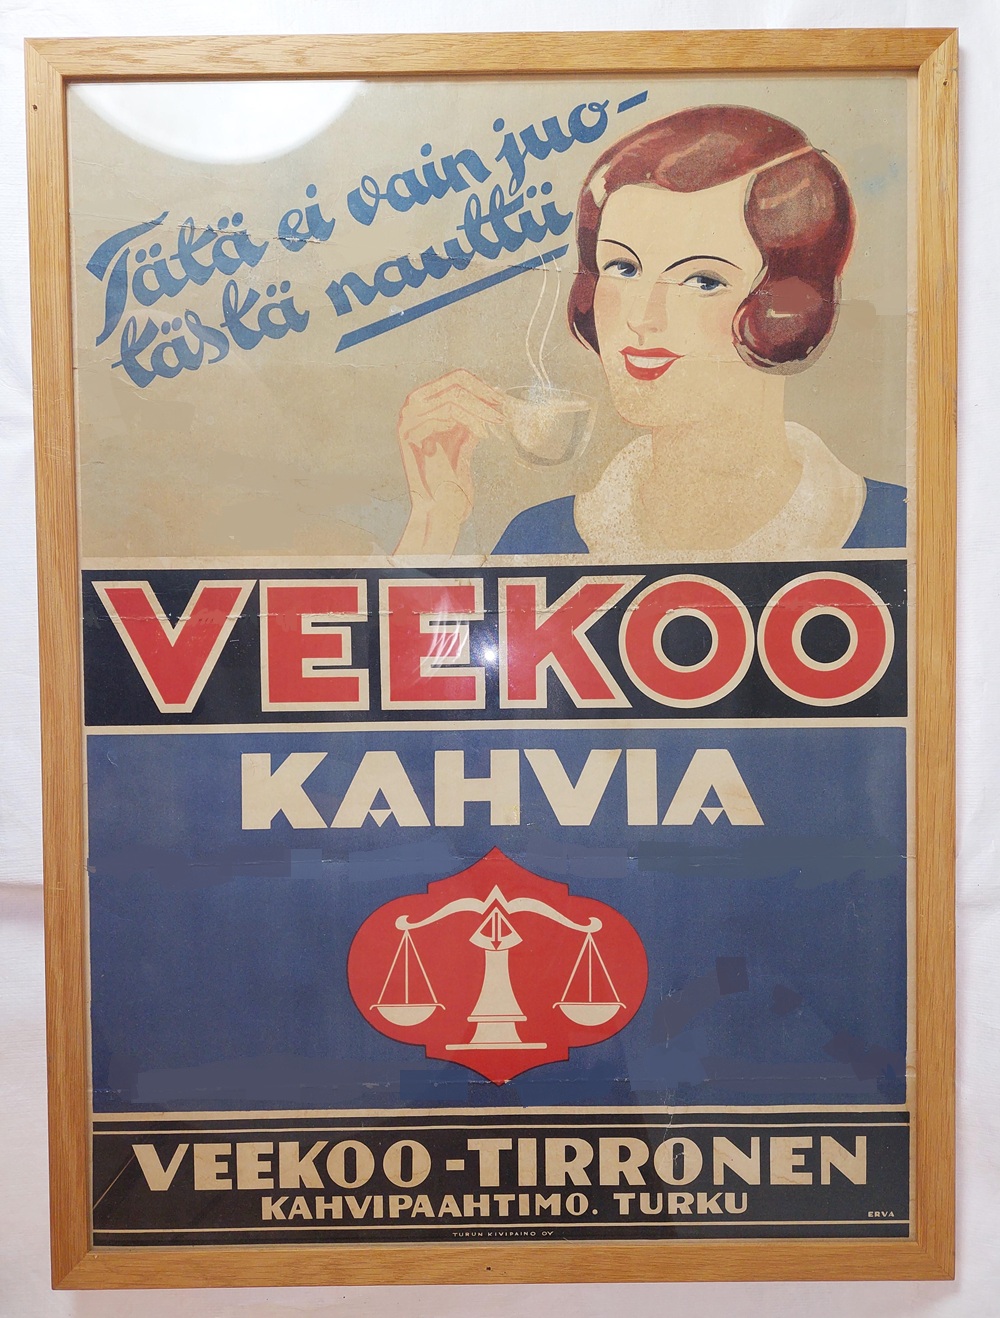 Tätä ei vain juo-
tästä nauttii
VEEKOO
KAHVIA
VEEKOO-TIRRONEN
KAHVIPAAHTIMO. TURKU
ERVA
TURUN KIVIPAINO OY